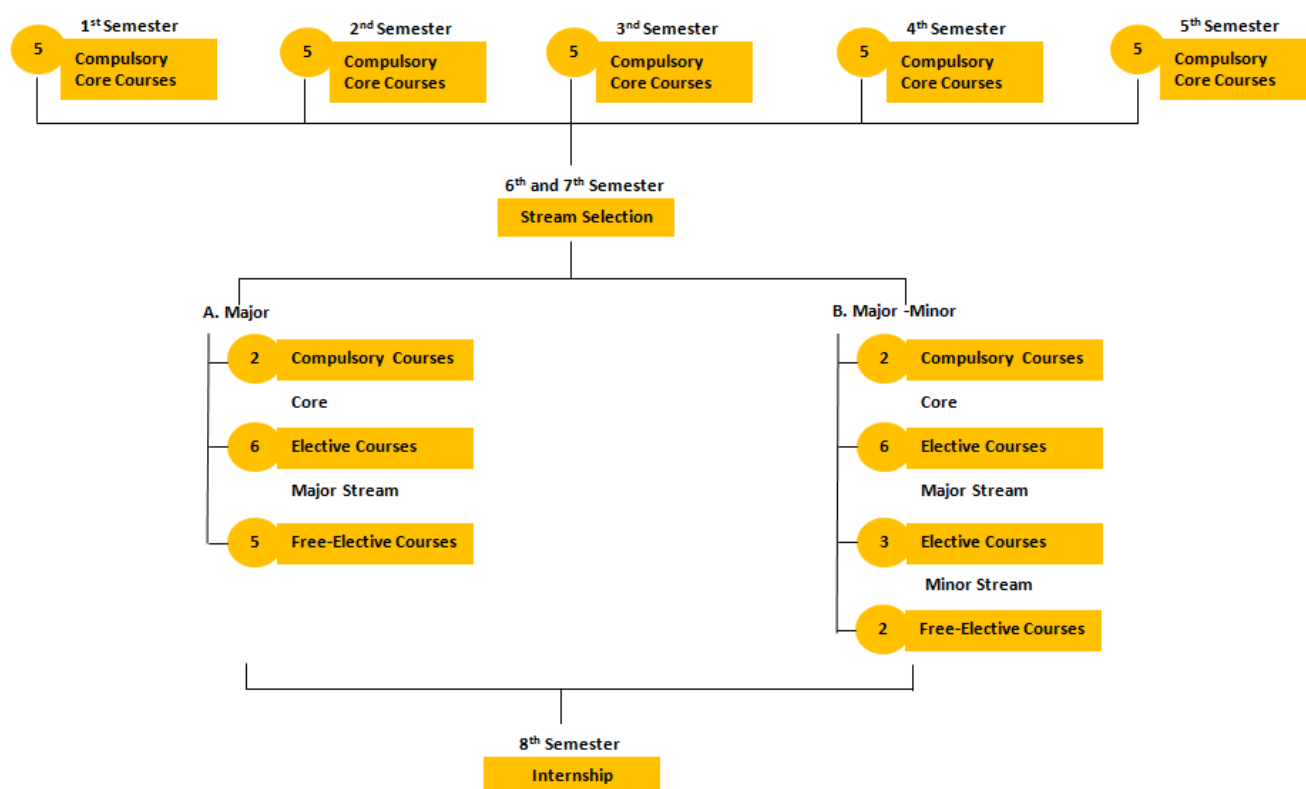 1st Semester
5
Compulsory
Core Courses
2nd Semester
5
Compulsory
Core Courses
3rd Semester
5
Compulsory
Core Courses
4th Semester
5
Compulsory
Core Courses
5th Semester
5
Compulsory
Core Courses
6th and 7th Semester
Stream Selection
A. Major
2 Compulsory Courses
Core
6 Elective Courses
Major Stream
5 Free-Elective Courses
B. Major -Minor
2 Compulsory Courses
Core
6 Elective Courses
Major Stream
3 Elective Courses
Minor Stream
2 Free-Elective Courses
8th Semester
Internship